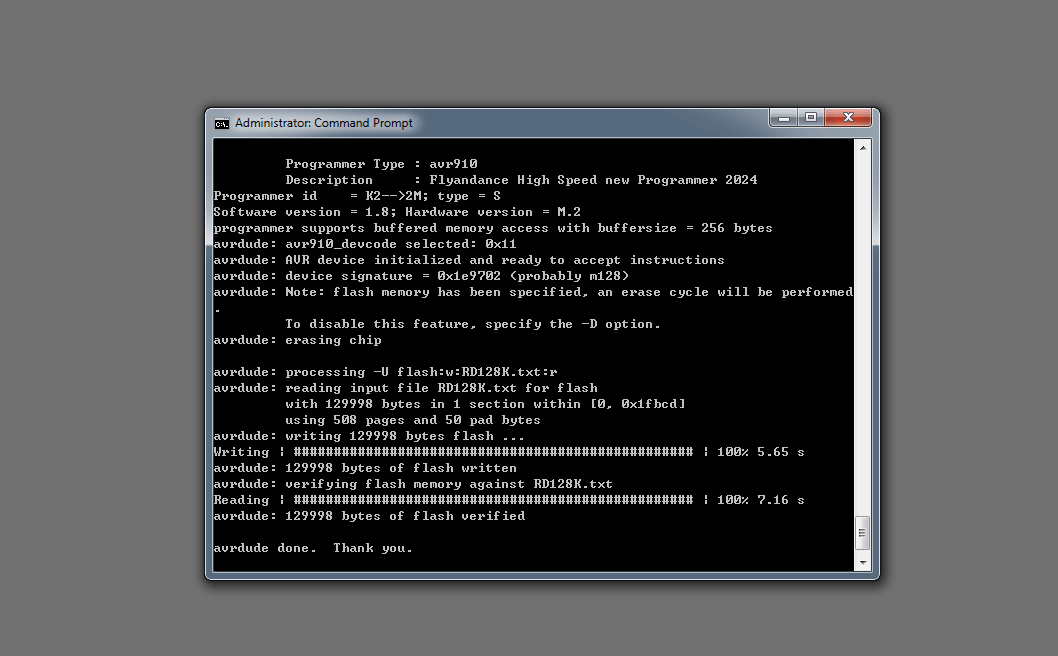 Administrator: Command Prompt
Programmer Type : avr910
Description : Flyandance High Speed new Programmer 2024
Programmer id = K2-->2M; type = S
Software version = 1.8; Hardware version = M.2
programmer supports buffered memory access with buffersize = 256 bytes
avrdude: avr910_devcode selected: 0x11
avrdude: AVR device initialized and ready to accept instructions
avrdude: device signature = 0x1e9702 (probably m128)
avrdude: Note: flash memory has been specified, an erase cycle will be performed
.
To disable this feature, specify the -D option.
avrdude: erasing chip
avrdude: processing -U flash:w:RD128K.txt:r
avrdude: reading input file RD128K.txt for flash
with 129998 bytes in 1 section within [0, 0x1fbcd]
using 508 pages and 50 pad bytes
avrdude: writing 129998 bytes flash ...
Writing | ################################################## | 100% 5.65 s
avrdude: 129998 bytes of flash written
avrdude: verifying flash memory against RD128K.txt
Reading | ################################################## | 100% 7.16 s
avrdude: 129998 bytes of flash verified
avrdude done.  Thank you.